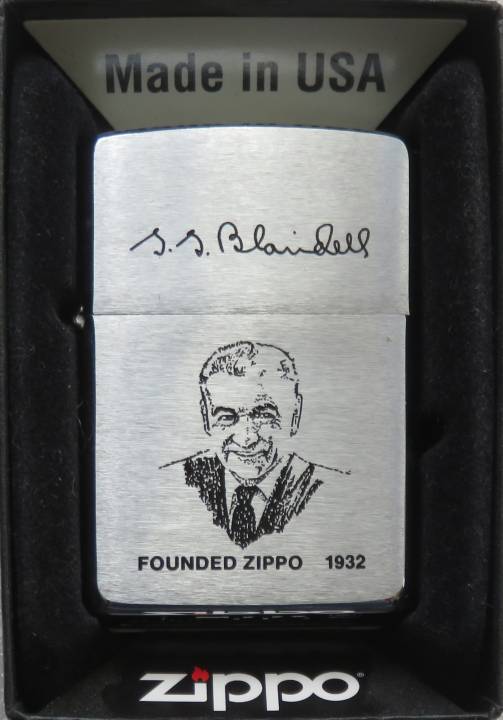 Made in USA
G. G. Blaisdell
FOUNDED ZIPPO 1932
zippo